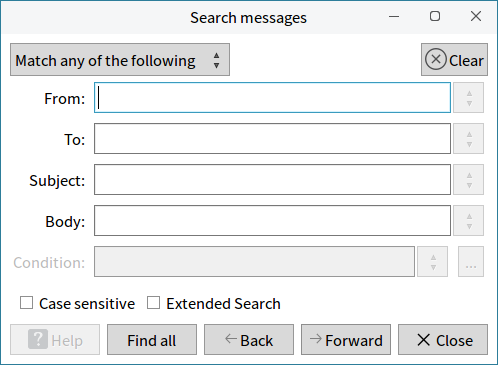 Search messages
Match any of the following
Clear
From:
To:
Subject:
Body:
Condition:
...
Case sensitive
Extended Search
? Help
Find all
Back
Forward
Close